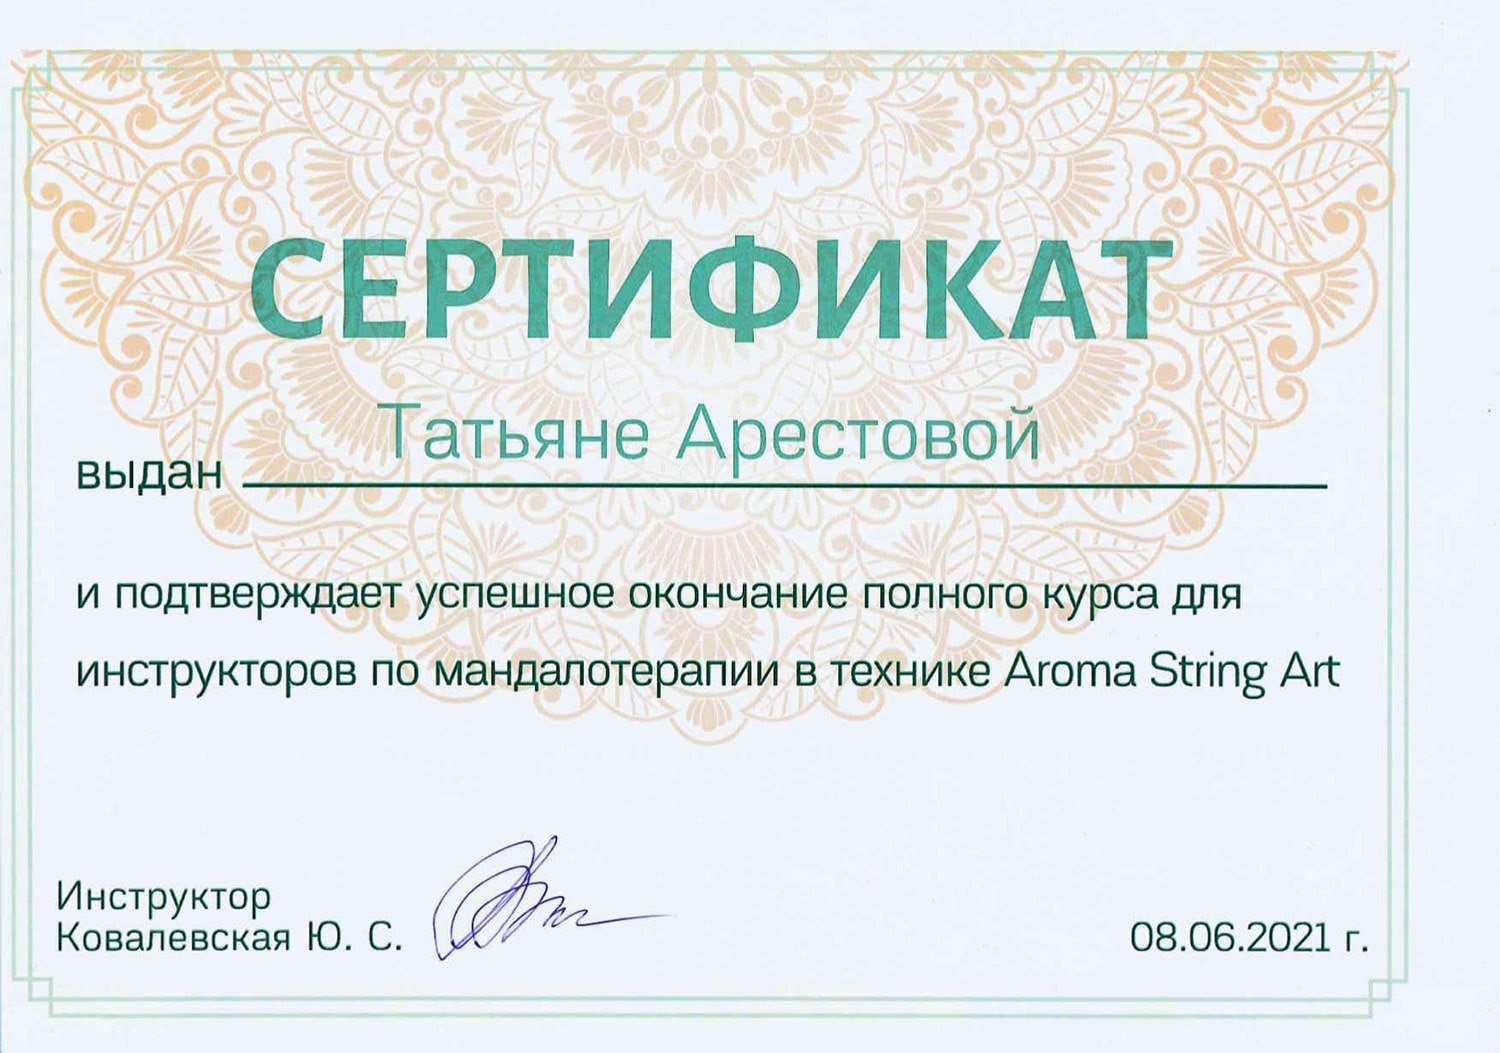 СЕРТИФИКАТ
Татьяне Арестовой
выдан
и подтверждает успешное окончание полного курса для
инструкторов по мандалотерапии в технике Aroma String Art
Инструктор
Ковалевская Ю. С.
08.06.2021 г.